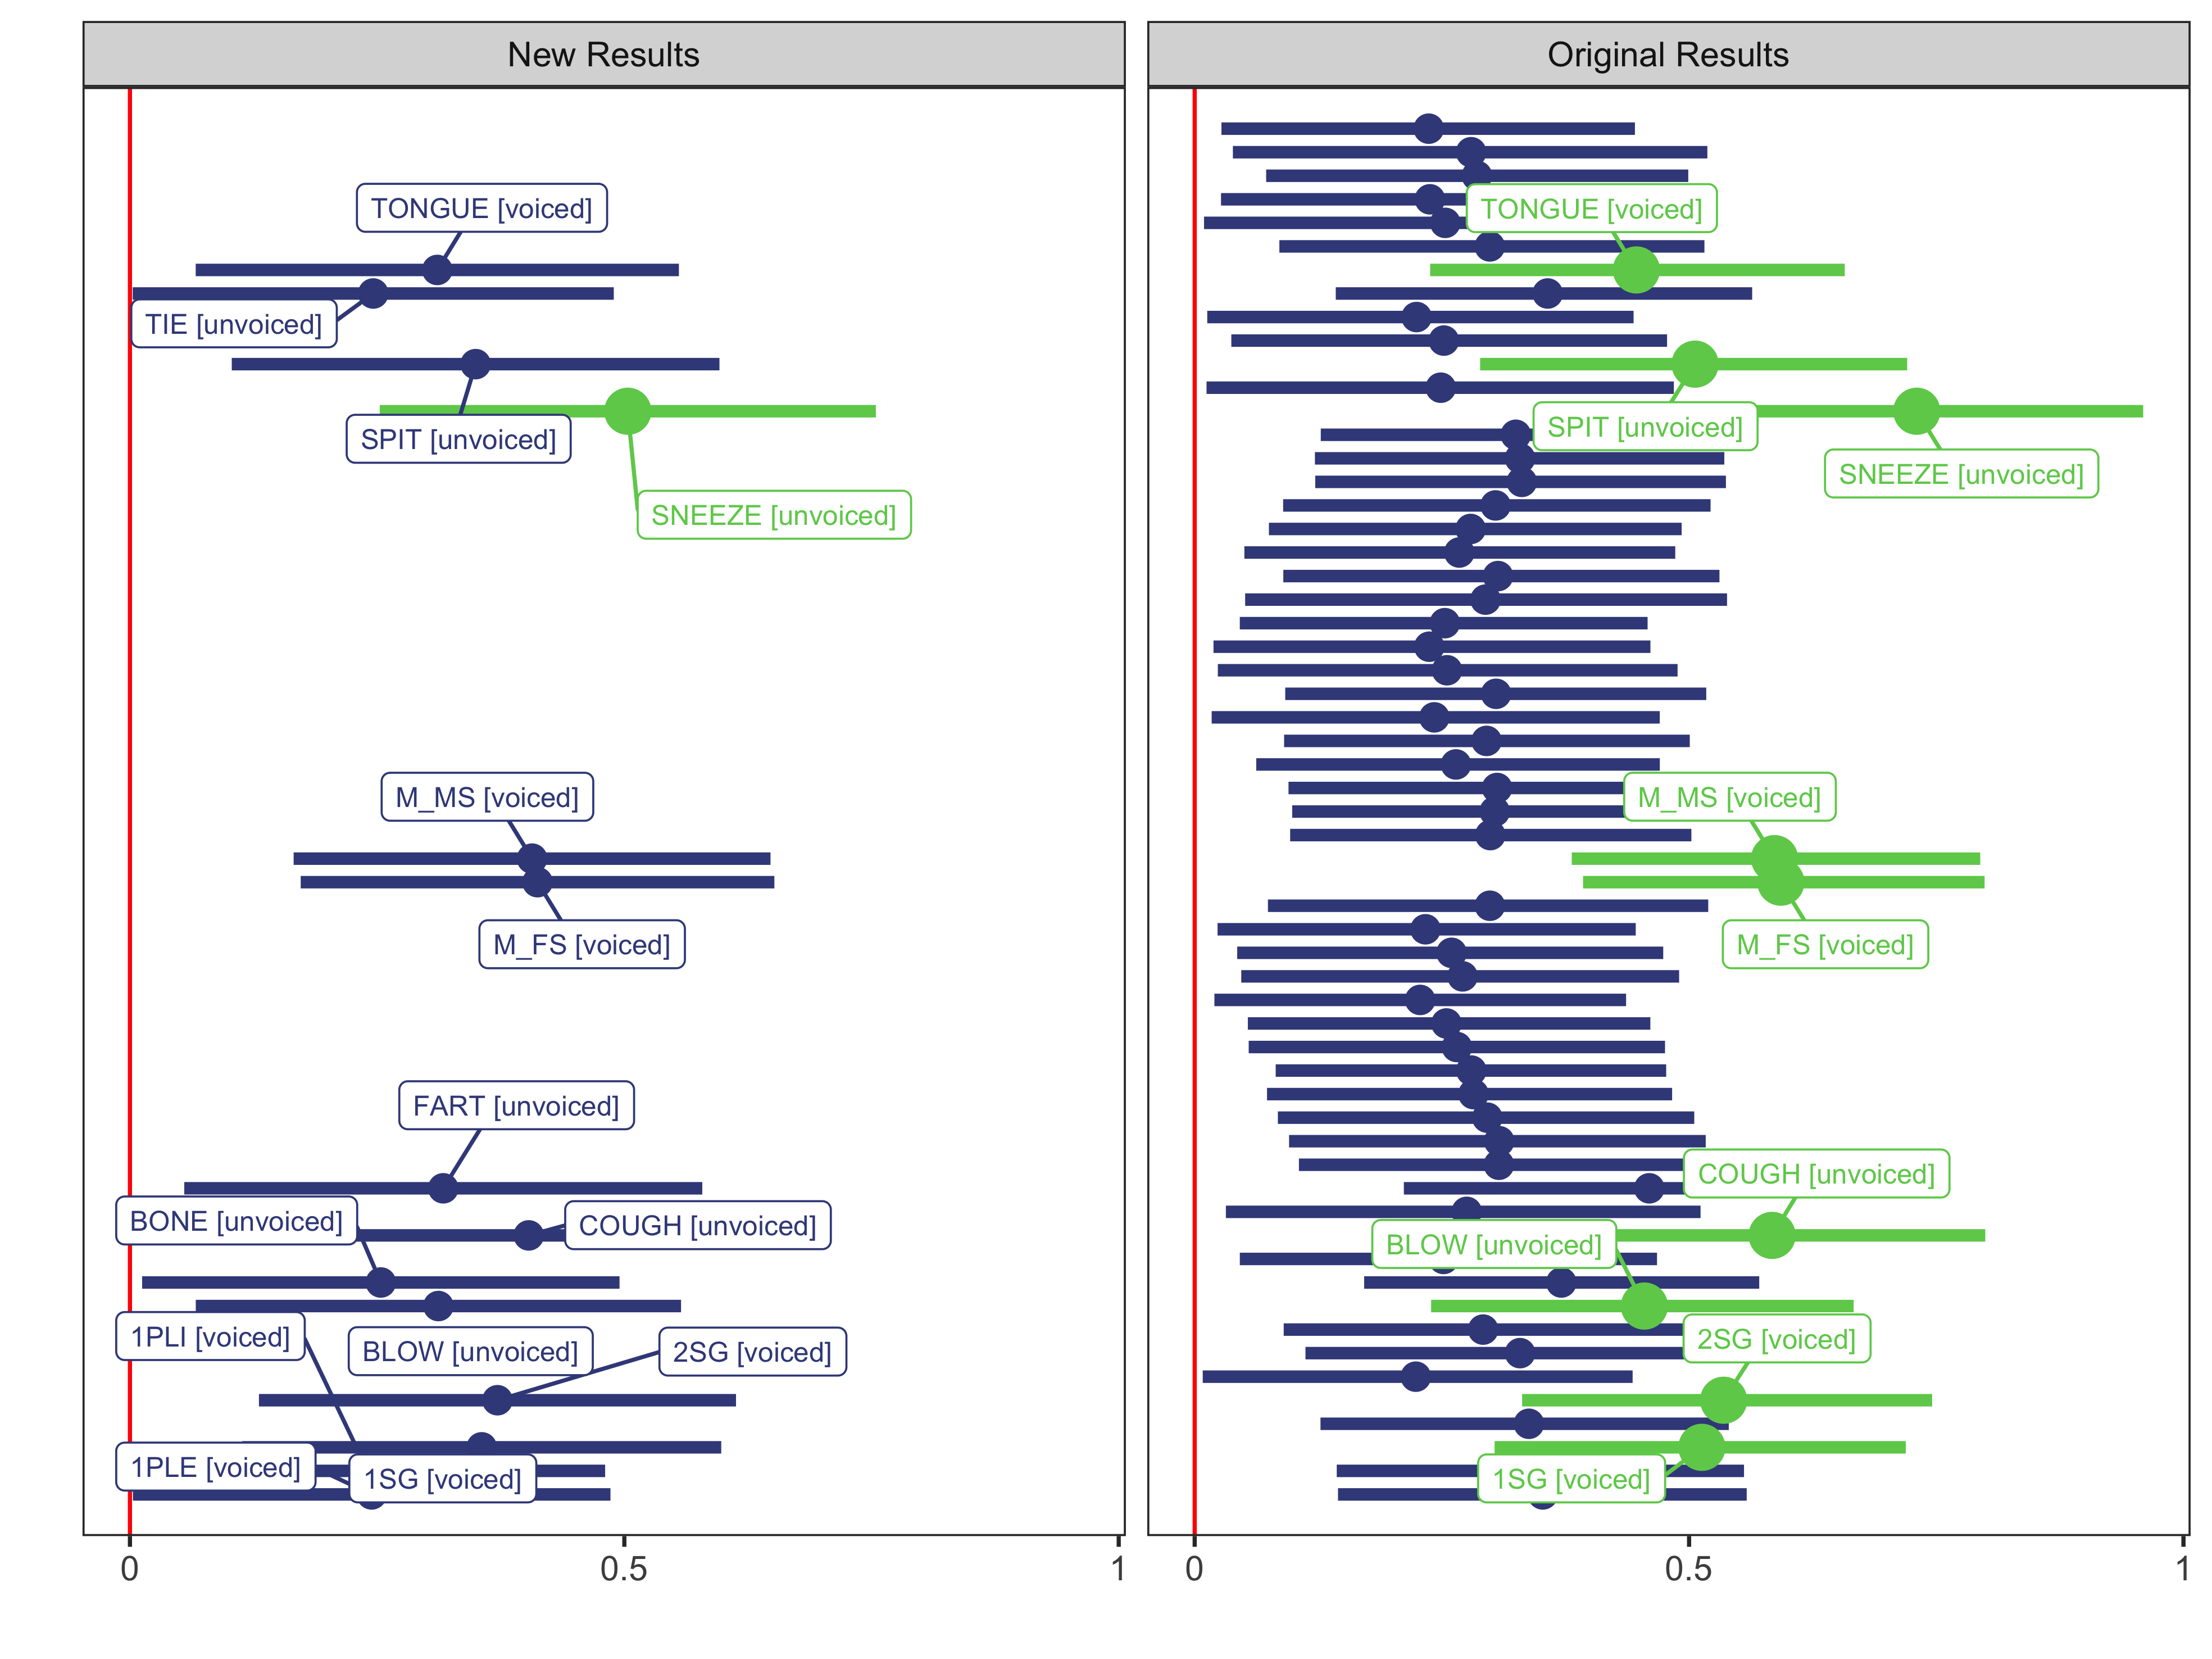 New Results
TONGUE [voiced]
TIE [unvoiced]
SPIT [unvoiced]
SNEEZE [unvoiced]
M_MS [voiced]
M_FS [voiced]
FART [unvoiced]
BONE [unvoiced]
COUGH [unvoiced]
1PLI [voiced]
BLOW [unvoiced]
2SG [voiced]
1PLE [voiced]
1SG [voiced]
0
0.5
1
Original Results
TONGUE [voiced]
SPIT [unvoiced]
SNEEZE [unvoiced]
M_MS [voiced]
M_FS [voiced]
COUGH [unvoiced]
BLOW [unvoiced]
2SG [voiced]
1SG [voiced]
0
0.5
1